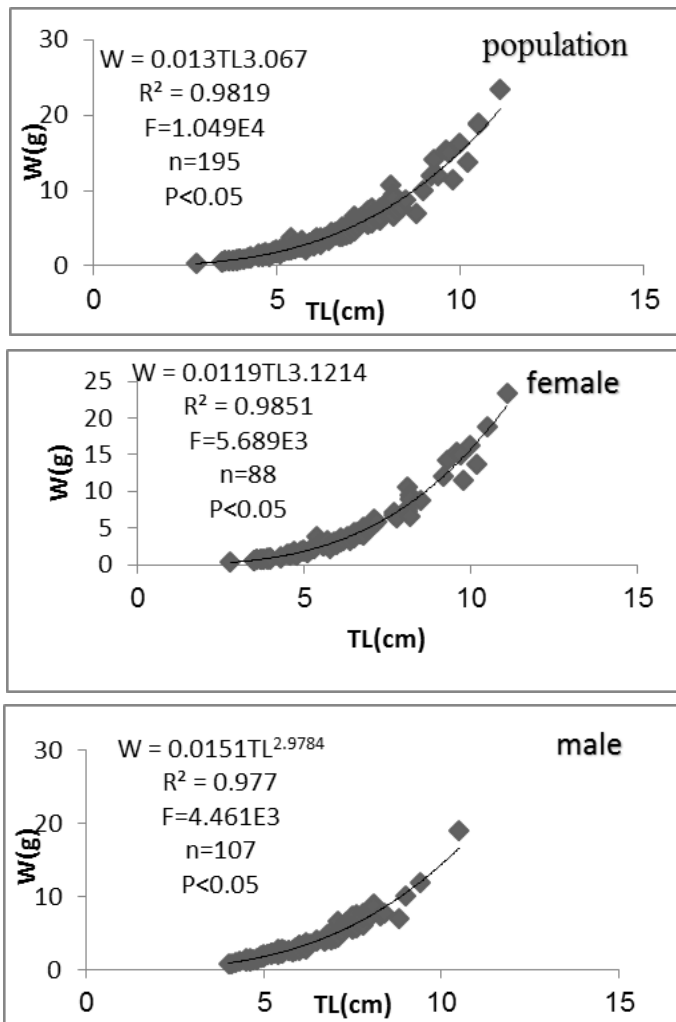 population
W = 0.013TL3.067
R² = 0.9819
F=1.049E4
n=195
P<0.05
W(g)
30
20
10
0
0 5 10 15
TL(cm)
female
W = 0.0119TL3.1214
R² = 0.9851
F=5.689E3
n=88
P<0.05
W(g)
25
20
15
10
5
0
0 5 10 15
TL(cm)
male
W = 0.0151TL^2.9784
R² = 0.977
F=4.461E3
n=107
P<0.05
W(g)
30
20
10
0
0 5 10 15
TL(cm)